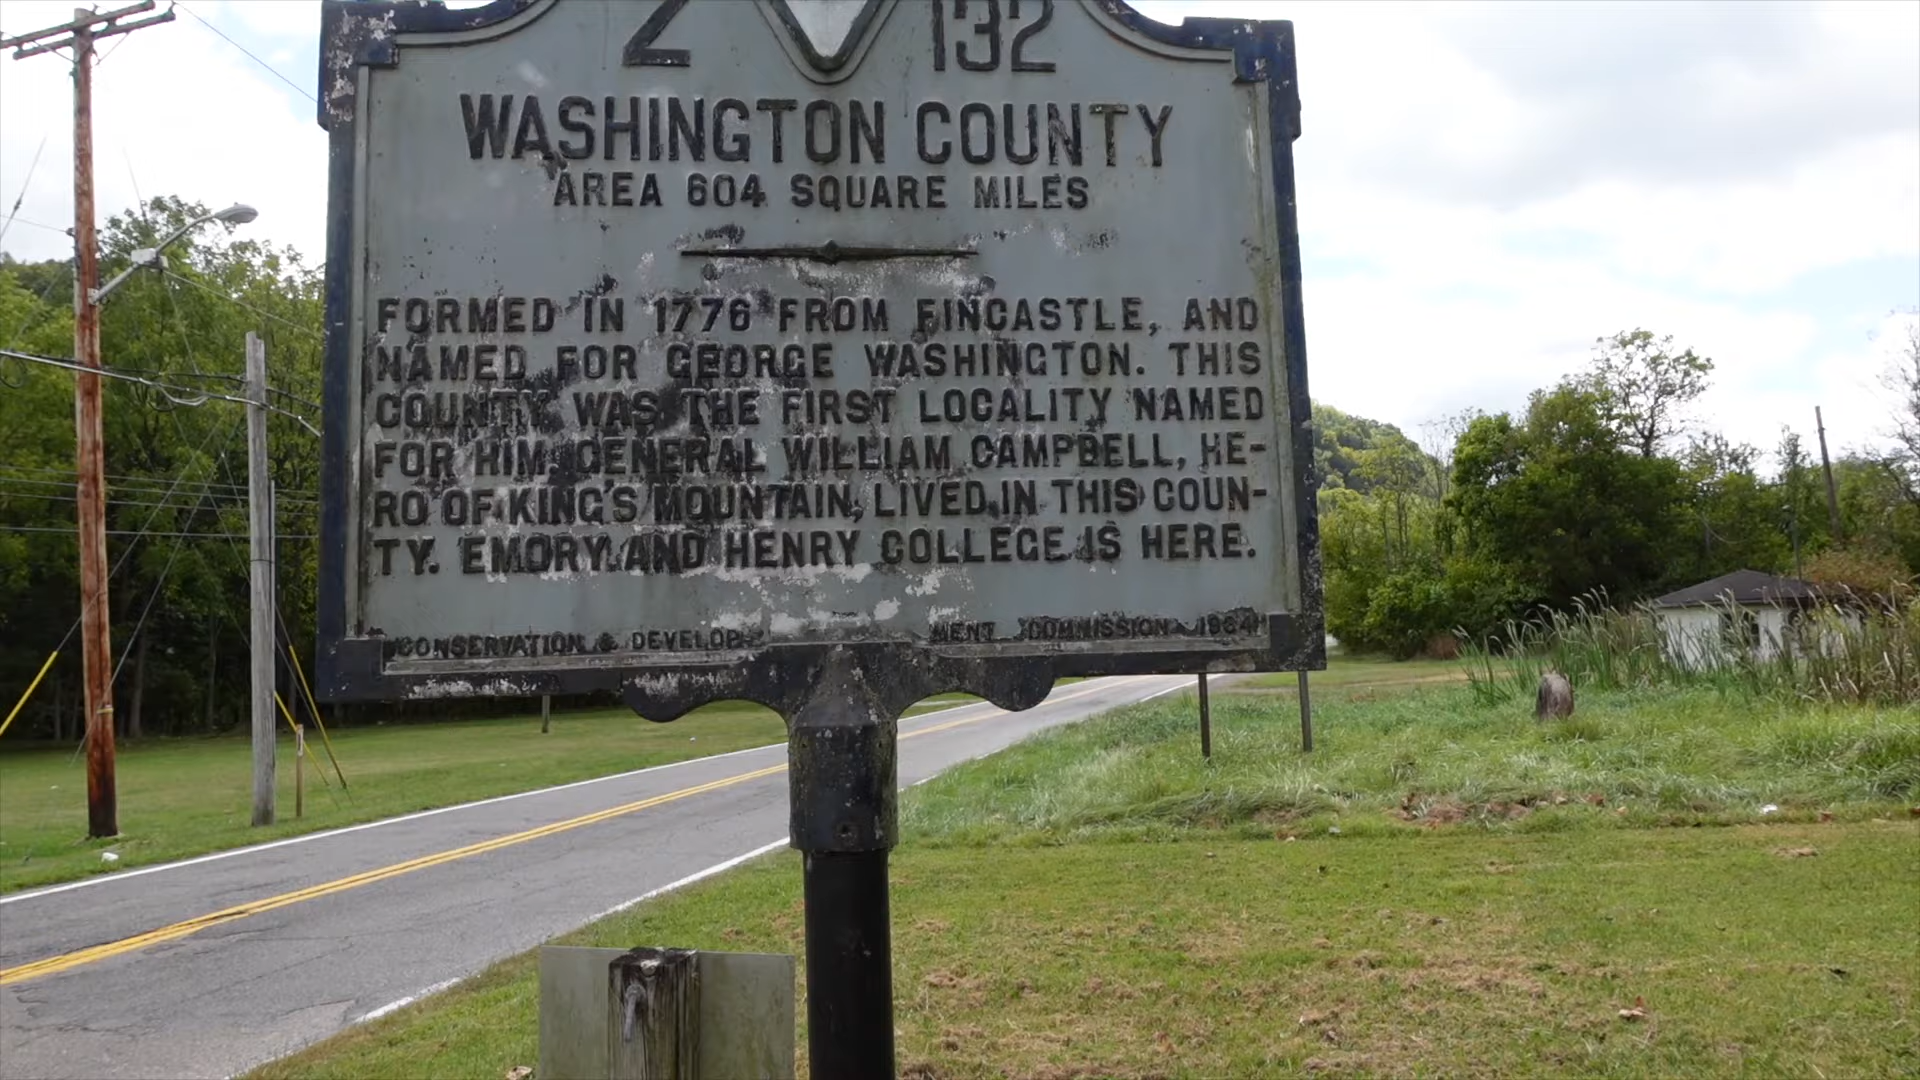 Z 132
WASHINGTON COUNTY
AREA 604 SQUARE MILES
FORMED IN 1776 FROM FINCASTLE, AND
NAMED FOR GEORGE WASHINGTON. THIS
COUNTY WAS THE FIRST LOCALITY NAMED
FOR HIM. GENERAL WILLIAM CAMPBELL, HE-
RO OF KING'S MOUNTAIN, LIVED IN THIS COUN-
TY. EMORY AND HENRY COLLEGE IS HERE.
CONSERVATION & DEVELOP- MENT COMMISSION 1964